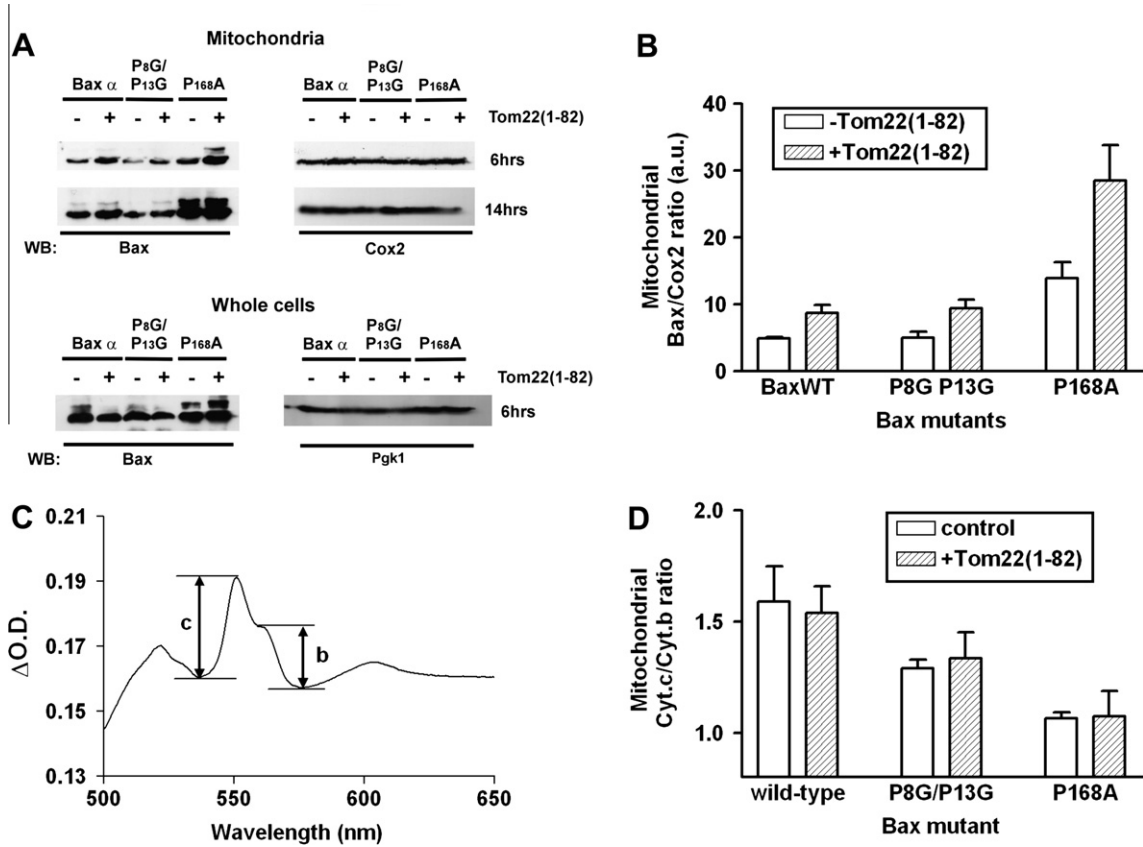 A
Mitochondria
Bax α P8G/P13G P168A
- + - + - + 
Bax α P8G/P13G P168A
- + - + - + Tom22(1-82)
6hrs
14hrs
WB: Bax Cox2
Whole cells
Bax α P8G/P13G P168A
- + - + - +
Bax α P8G/P13G P168A
- + - + - + Tom22(1-82)
6hrs
WB: Bax Pgk1
B
Mitochondrial
Bax/Cox2 ratio (a.u.)
40
30
20
10
0
-Tom22(1-82)
+Tom22(1-82)
BaxWT P8G P13G P168A
Bax mutants
C
ΔO.D.
0.21
0.19
0.17
0.15
0.13
c
b
500 550 600 650
Wavelength (nm)
D
Mitochondrial
Cyt.c/Cyt.b ratio
2.0
1.5
1.0
control
+Tom22(1-82)
wild-type P8G/P13G P168A
Bax mutant